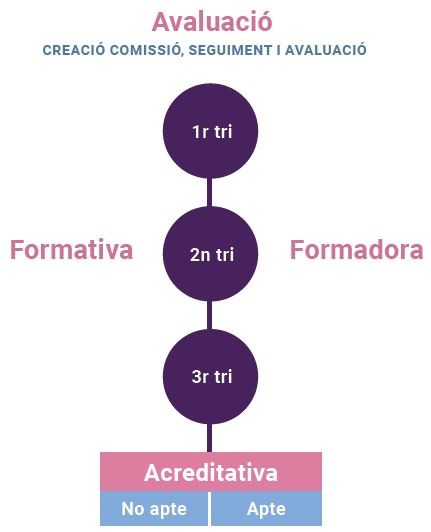 Avaluació
CREACIÓ COMISSIÓ, SEGUIMENT I AVALUACIÓ
1r tri
Formativa
2n tri
Formadora
3r tri
Acreditativa
No apte
Apte